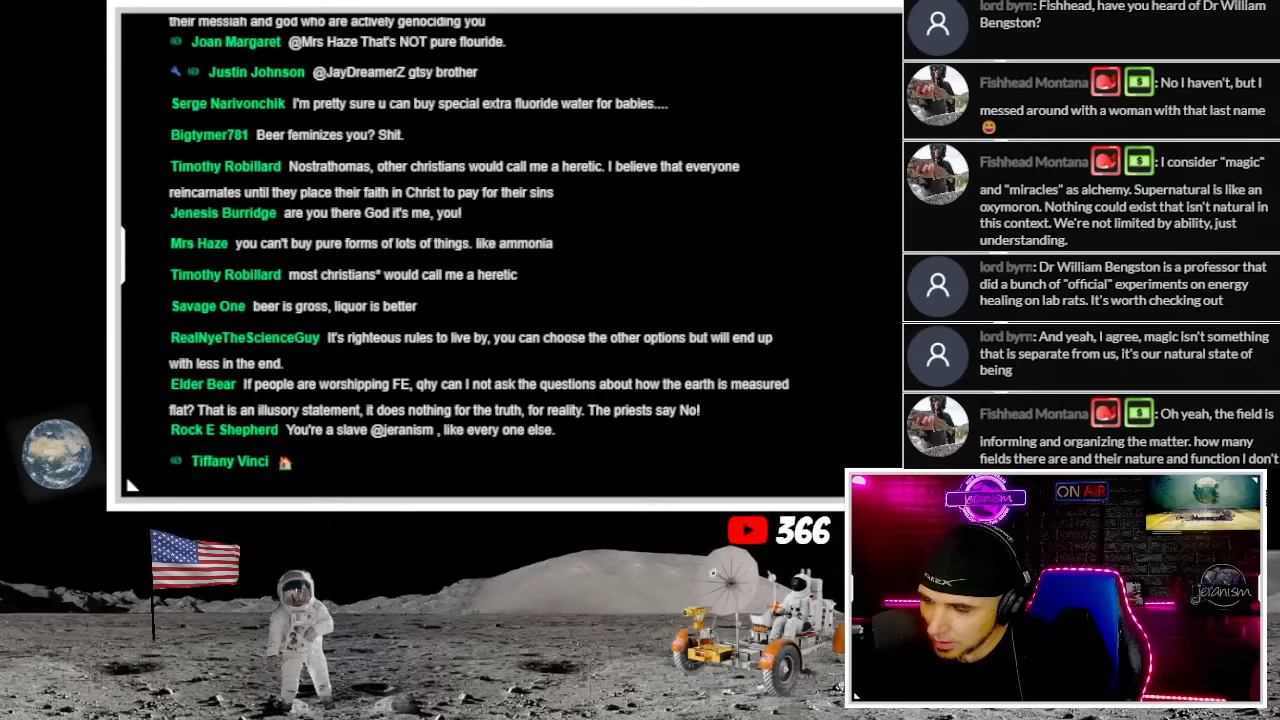 their messiah and god who are actively genociding you
Joan Margaret @Mrs Haze That's NOT pure flouride.
Justin Johnson @JayDreamerZ gtsy brother
Serge Narivonchik I'm pretty sure u can buy special extra fluoride water for babies....
Bigtymer781 Beer feminizes you? Shit.
Timothy Robillard Nostrathomas, other christians would call me a heretic. I believe that everyone
reincarnates until they place their faith in Christ to pay for their sins
Jenesis Burridge are you there God it's me, you!
Mrs Haze you can't buy pure forms of lots of things. like ammonia
Timothy Robillard most christians* would call me a heretic
Savage One beer is gross, liquor is better
RealNyeTheScienceGuy It's righteous rules to live by, you can choose the other options but will end up
with less in the end.
Elder Bear If people are worshipping FE, qhy can I not ask the questions about how the earth is measured
flat? That is an illusory statement, it does nothing for the truth, for reality. The priests say No!
Rock E Shepherd You're a slave @jeranism , like every one else.
Tiffany Vinci 🏠
lord byrn: Fishhead, have you heard of Dr William
Bengston?
Fishhead Montana : No I haven't, but I
messed around with a woman with that last name
😄
Fishhead Montana : I consider "magic"
and "miracles" as alchemy. Supernatural is like an
oxymoron. Nothing could exist that isn't natural in
this context. We're not limited by ability, just
understanding.
lord byrn: Dr William Bengston is a professor that
did a bunch of "official" experiments on energy
healing on lab rats. It's worth checking out
lord byrn: And yeah, I agree, magic isn't something
that is separate from us, it's our natural state of
being
Fishhead Montana : Oh yeah, the field is
informing and organizing the matter. how many
fields there are and their nature and function I don't
366
jeranism
ON AIR
OAKEX
jeranism